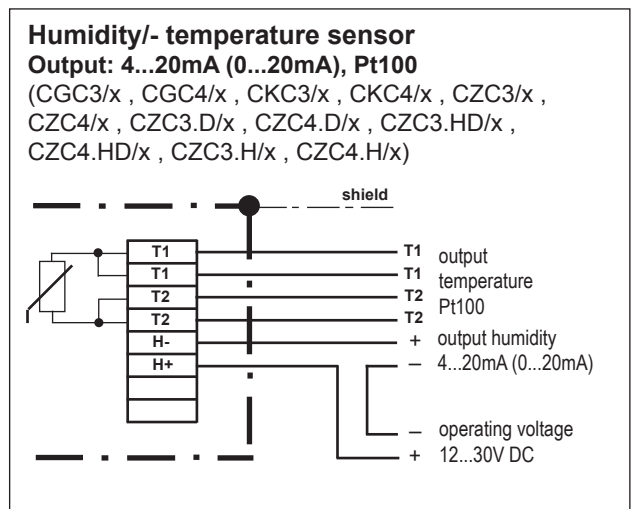 Humidity/- temperature sensor
Output: 4...20mA (0...20mA), Pt100
(CGC3/x , CGC4/x , CKC3/x , CKC4/x , CZC3/x ,
CZC4/x , CZC3.D/x , CZC4.D/x , CZC3.HD/x ,
CZC4.HD/x , CZC3.H/x , CZC4.H/x)
shield
T1 T1 output
T1 T1 temperature
T2 T2 Pt100
T2 T2
H- + output humidity
H+ – 4...20mA (0...20mA)
– operating voltage
+ 12...30V DC